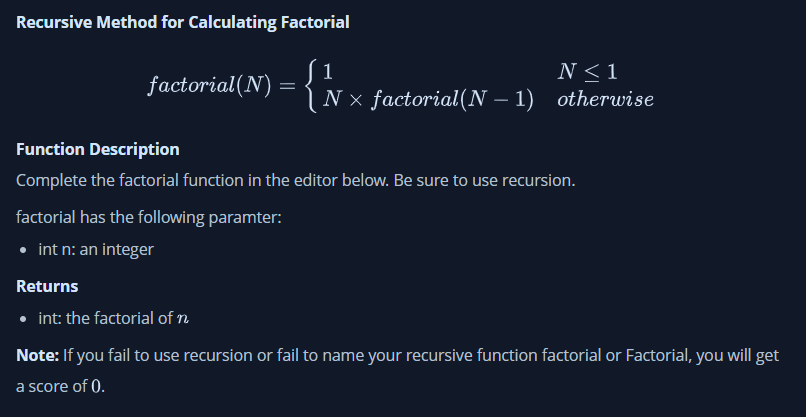 Recursive Method for Calculating Factorial
factorial(N) = { 1 N ≤ 1
N × factorial(N − 1) otherwise
Function Description
Complete the factorial function in the editor below. Be sure to use recursion.
factorial has the following paramter:
• int n: an integer
Returns
• int: the factorial of n
Note: If you fail to use recursion or fail to name your recursive function factorial or Factorial, you will get
a score of 0.